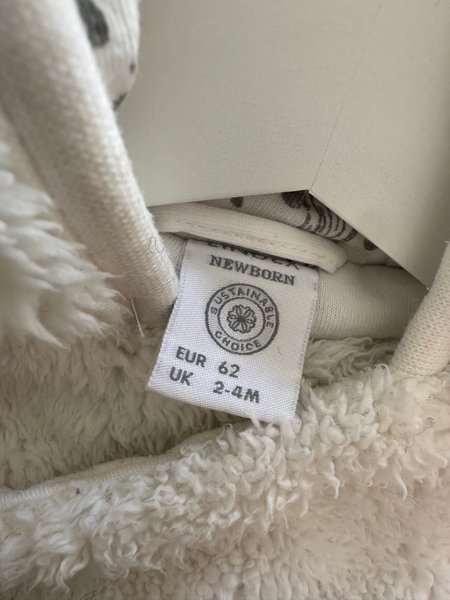 NEWBORN
SUSTAINABLE
CHOICE
EUR 62
UK 2-4M